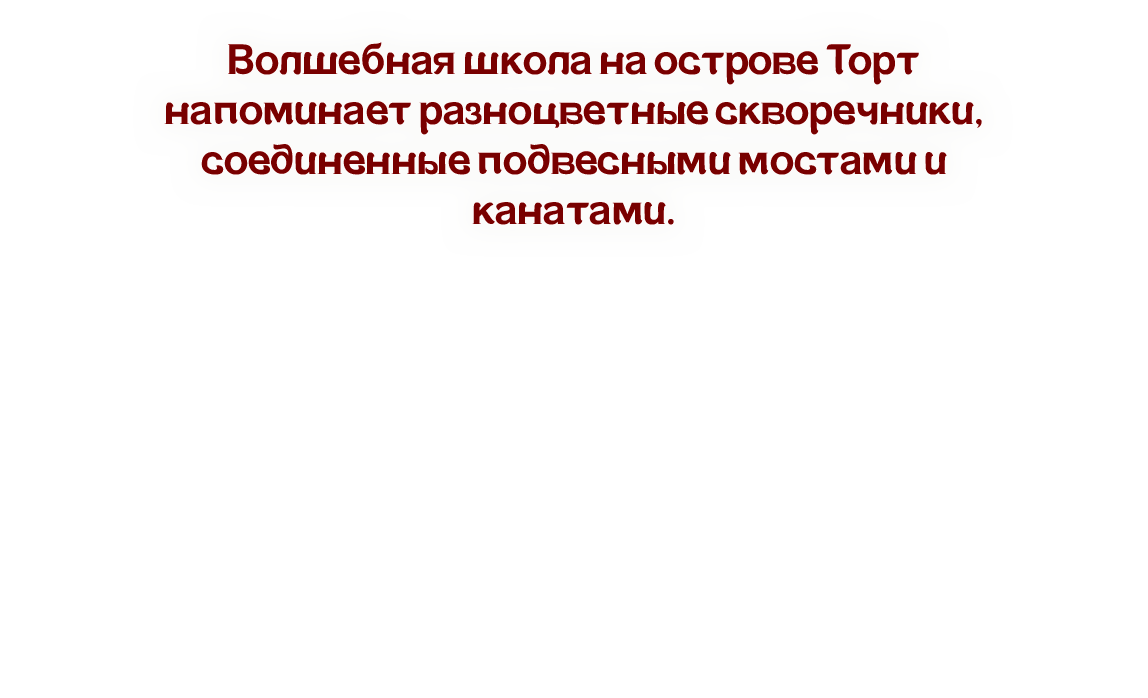 Волшебная школа на острове Торт
напоминает разноцветные скворечники,
соединенные подвесными мостами и
канатами.